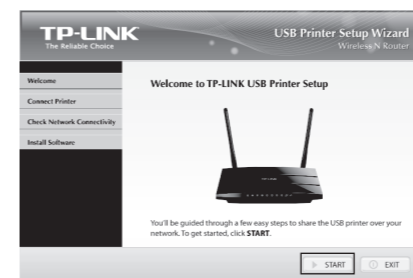 TP-LINK
The Reliable Choice
USB Printer Setup Wizard
Wireless N Router
Welcome
Connect Printer
Check Network Connectivity
Install Software
Welcome to TP-LINK USB Printer Setup
You'll be guided through a few easy steps to share the USB printer over your
network. To get started, click START.
START
EXIT